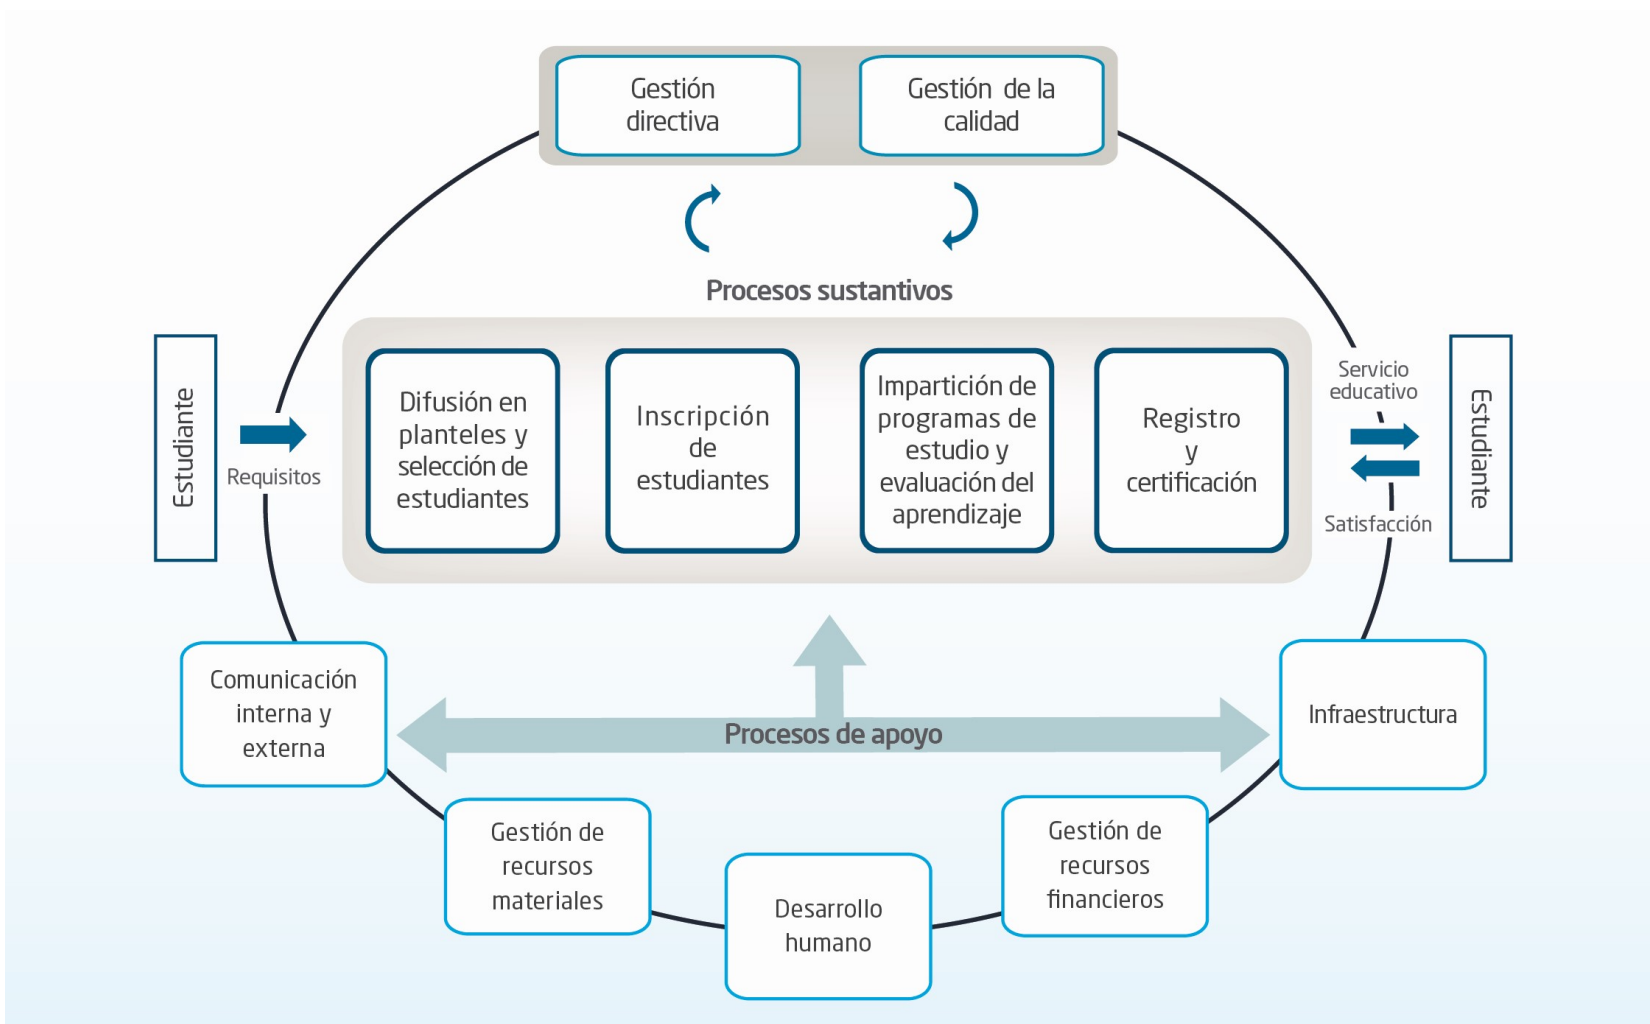 Gestión
directiva
Gestión de la
calidad
Procesos sustantivos
Estudiante
Requisitos
Difusión en
planteles y
selección de
estudiantes
Inscripción
de
estudiantes
Impartición de
programas de
estudio y
evaluación del
aprendizaje
Registro
y
certificación
Servicio
educativo
Satisfacción
Estudiante
Comunicación
interna y
externa
Procesos de apoyo
Infraestructura
Gestión de
recursos
materiales
Desarrollo
humano
Gestión de
recursos
financieros